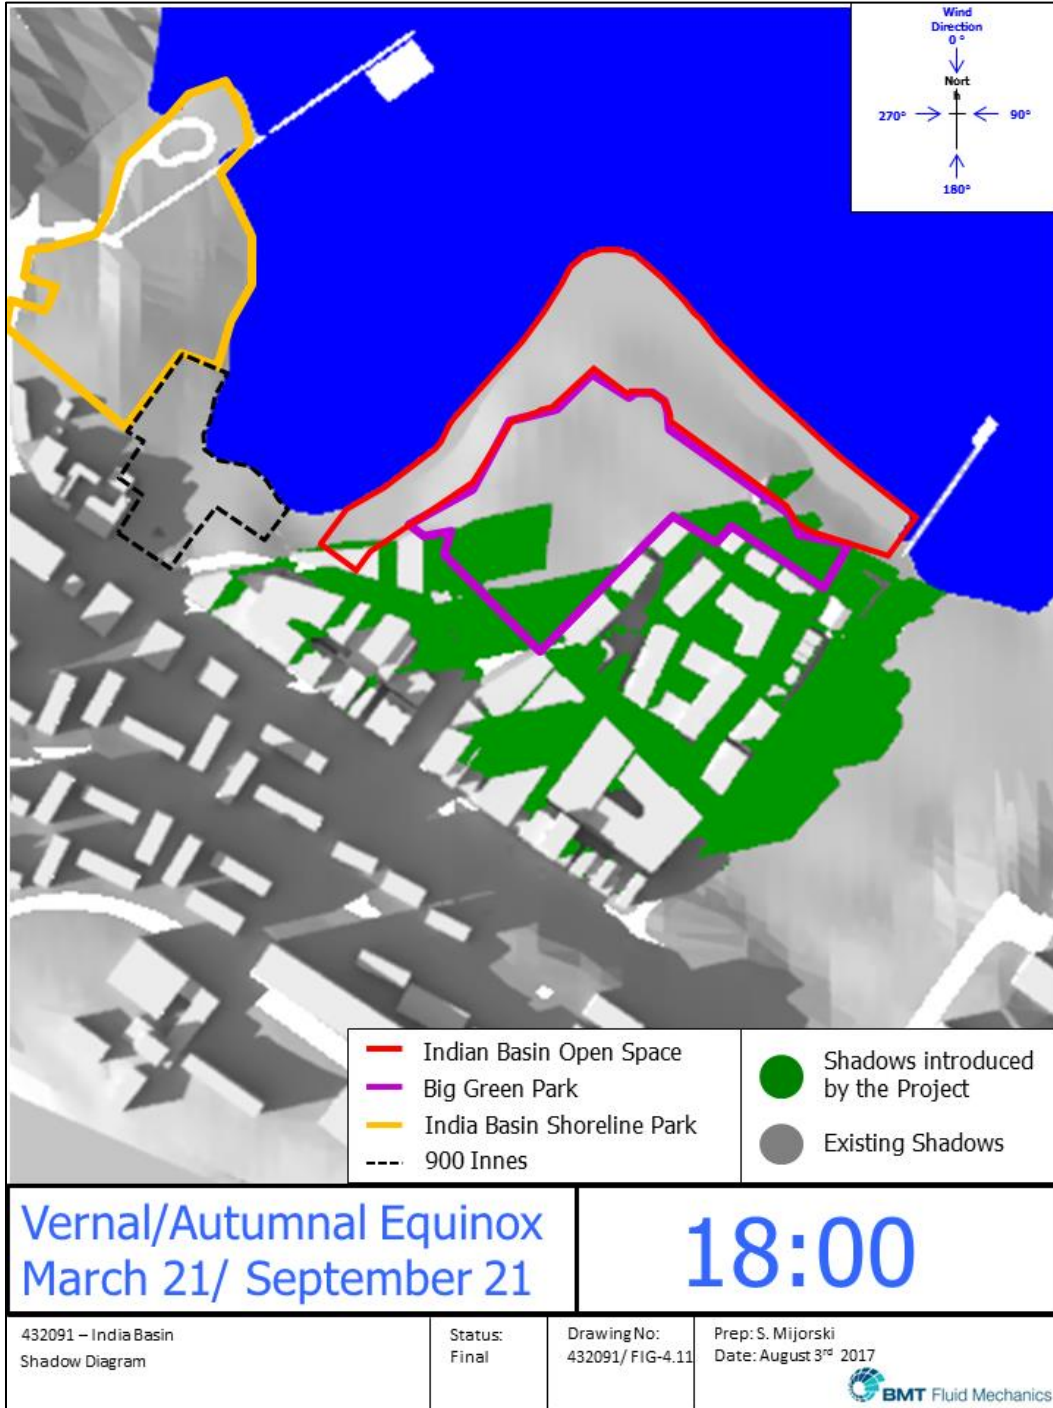 Wind
Direction
0 °
Nort
h
270°
90°
180°
Indian Basin Open Space
Big Green Park
India Basin Shoreline Park
900 Innes
Shadows introduced
by the Project
Existing Shadows
Vernal/Autumnal Equinox
March 21/ September 21
18:00
432091 – India Basin
Shadow Diagram
Status:
Final
Drawing No:
432091/ FIG-4.11
Prep: S. Mijorski
Date: August 3rd 2017
BMT Fluid Mechanics